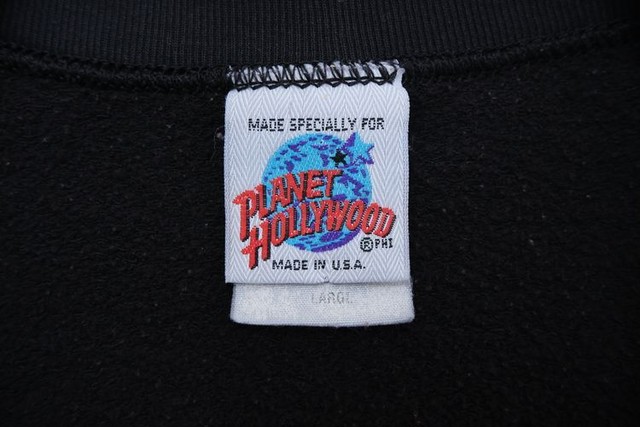 MADE SPECIALLY FOR
PLANET
HOLLYWOOD
® PHI
MADE IN U.S.A.
LARGE